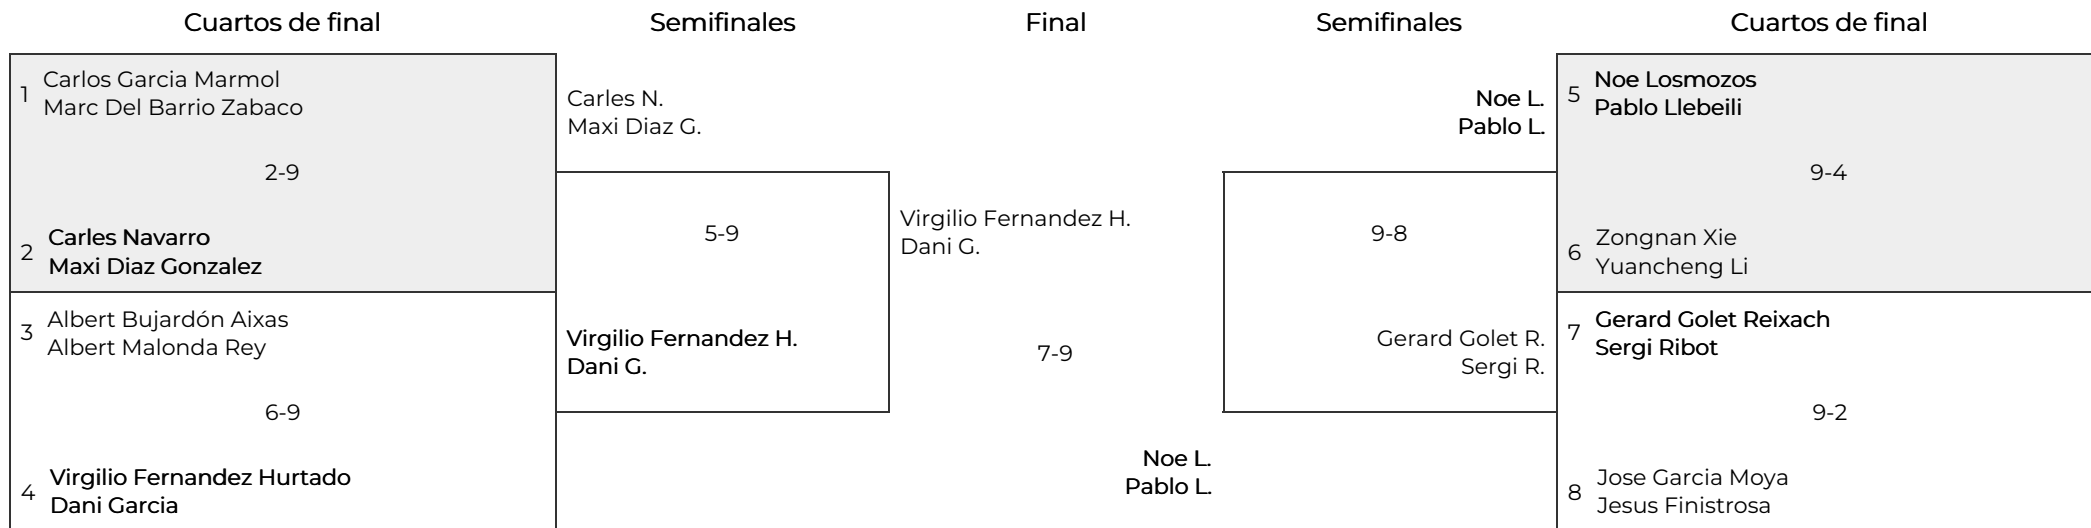 Cuartos de final
Semifinales
Final
Semifinales
Cuartos de final
1
Carlos Garcia Marmol
Marc Del Barrio Zabaco
2-9
2
Carles Navarro
Maxi Diaz Gonzalez
3
Albert Bujardón Aixas
Albert Malonda Rey
6-9
4
Virgilio Fernandez Hurtado
Dani Garcia
Carles N.
Maxi Diaz G.
5-9
Virgilio Fernandez H.
Dani G.
Virgilio Fernandez H.
Dani G.
7-9
Noe L.
Pablo L.
Noe L.
Pablo L.
9-8
Gerard Golet R.
Sergi R.
5
Noe Losmozos
Pablo Llebeili
9-4
6
Zongnan Xie
Yuancheng Li
7
Gerard Golet Reixach
Sergi Ribot
9-2
8
Jose Garcia Moya
Jesus Finistrosa